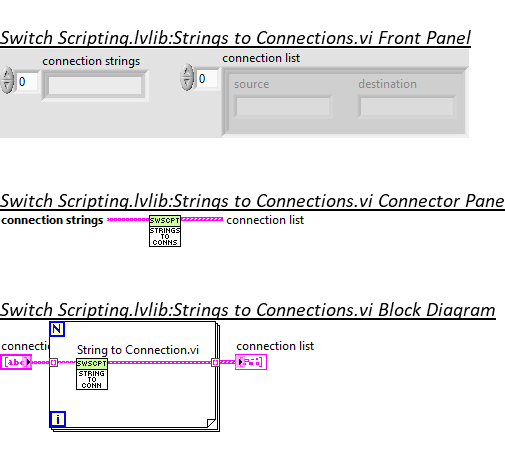 Switch Scripting.lvlib:Strings to Connections.vi Front Panel
connection strings
connection list
0
0
source
destination
Switch Scripting.lvlib:Strings to Connections.vi Connector Pane
connection strings
SWSCPT
STRINGS
TO
CONNS
connection list
Switch Scripting.lvlib:Strings to Connections.vi Block Diagram
N
connecti
String to Connection.vi
connection list
abc
SWSCPT
STRING
TO
CONN
i